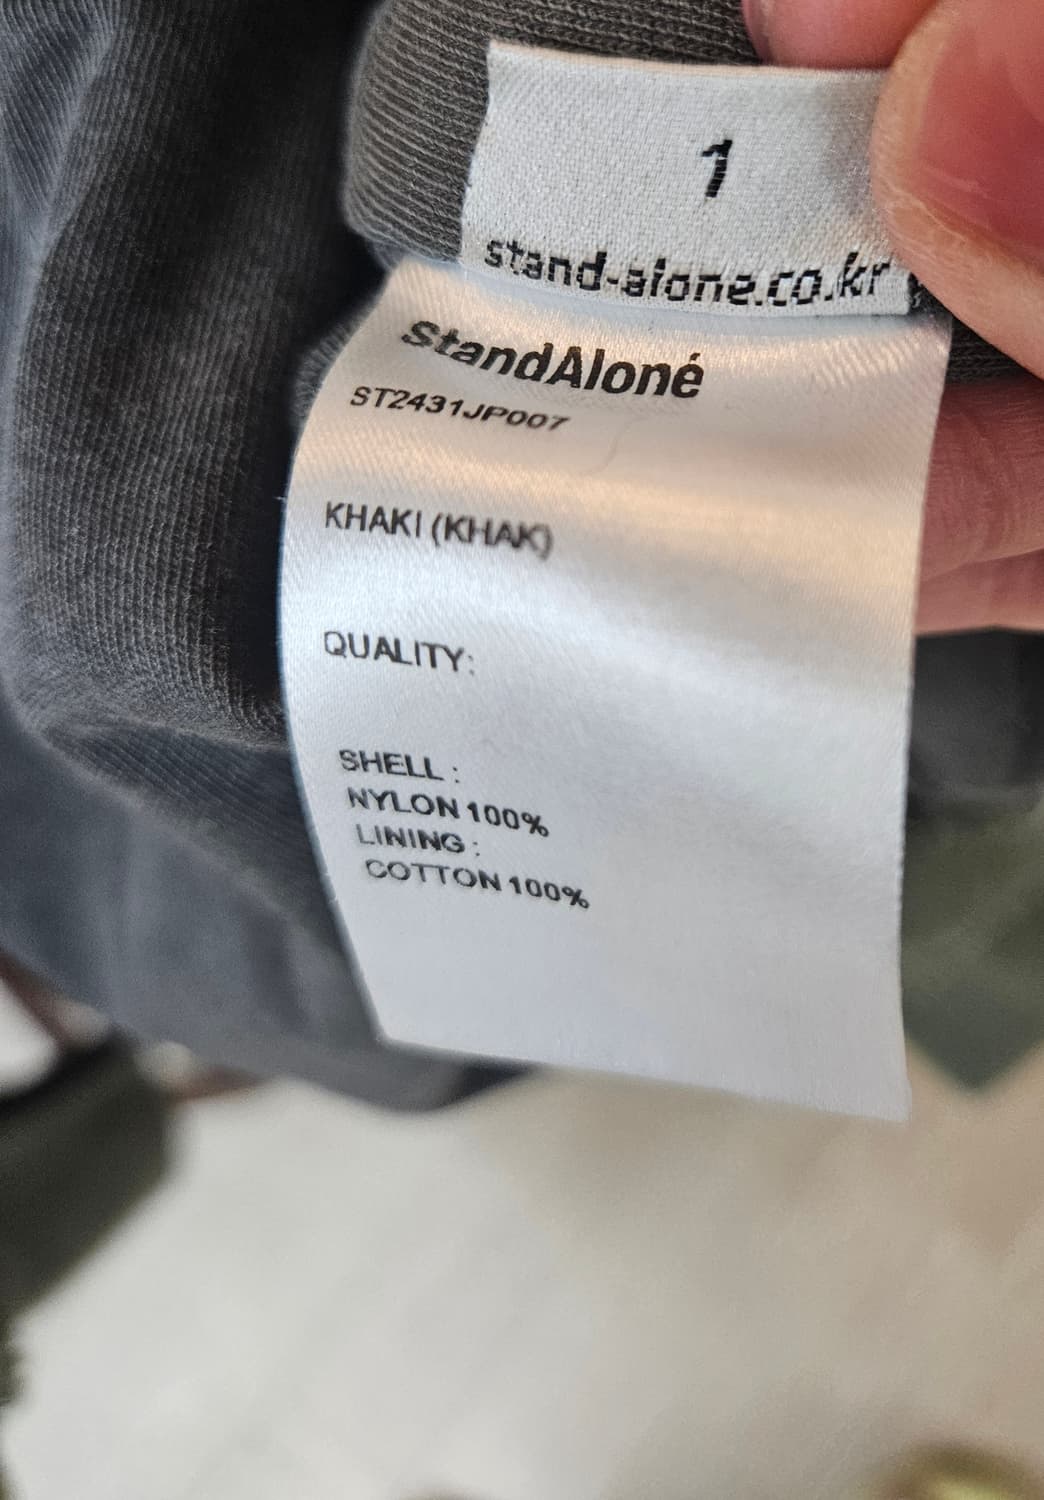 1
stand-alone.co.kr
StandAloné
ST2431JP007
KHAKI (KHAK)
QUALITY:
SHELL :
NYLON 100%
LINING :
COTTON 100%